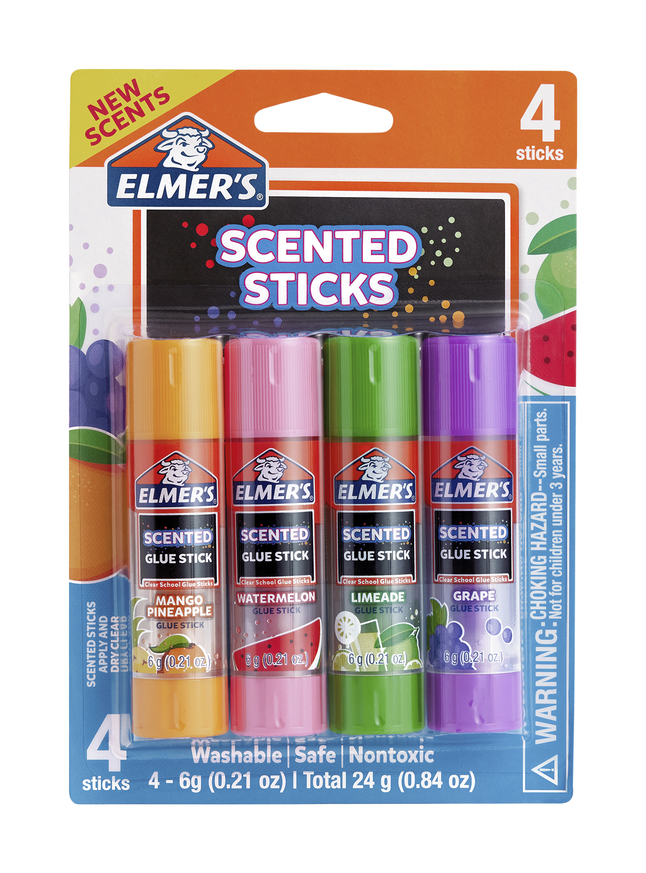 NEW
SCENTS
ELMER'S®
4
sticks
SCENTED
STICKS
ELMER'S
SCENTED
GLUE STICK
Clear School Glue Sticks
MANGO
PINEAPPLE
GLUE STICK
6 g (0.21 oz.)
ELMER'S
SCENTED
GLUE STICK
Clear School Glue Sticks
WATERMELON
GLUE STICK
6 g (0.21 oz.)
ELMER'S
SCENTED
GLUE STICK
Clear School Glue Sticks
LIMEADE
GLUE STICK
6 g (0.21 oz.)
ELMER'S
SCENTED
GLUE STICK
Clear School Glue Sticks
GRAPE
GLUE STICK
6 g (0.21 oz.)
SCENTED STICKS
APPLY AND
DRY CLEAR
WARNING: CHOKING HAZARD--Small parts.
Not for children under 3 years.
4
sticks
Washable | Safe | Nontoxic
4 - 6g (0.21 oz) | Total 24 g (0.84 oz)